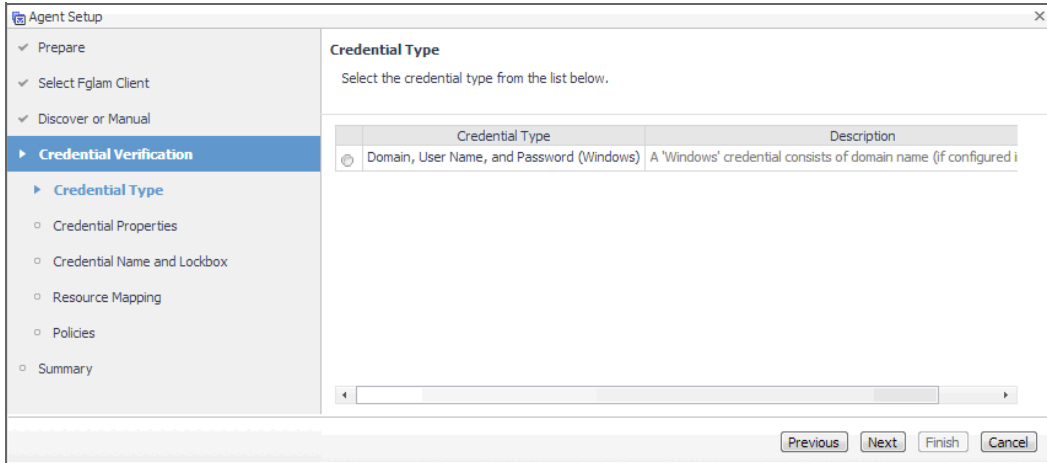 Agent Setup
Prepare
Select Fglam Client
Discover or Manual
Credential Verification
Credential Type
Credential Properties
Credential Name and Lockbox
Resource Mapping
Policies
Summary
Credential Type
Select the credential type from the list below.
Credential Type Description
Domain, User Name, and Password (Windows) A 'Windows' credential consists of domain name (if configured i
Previous Next Finish Cancel